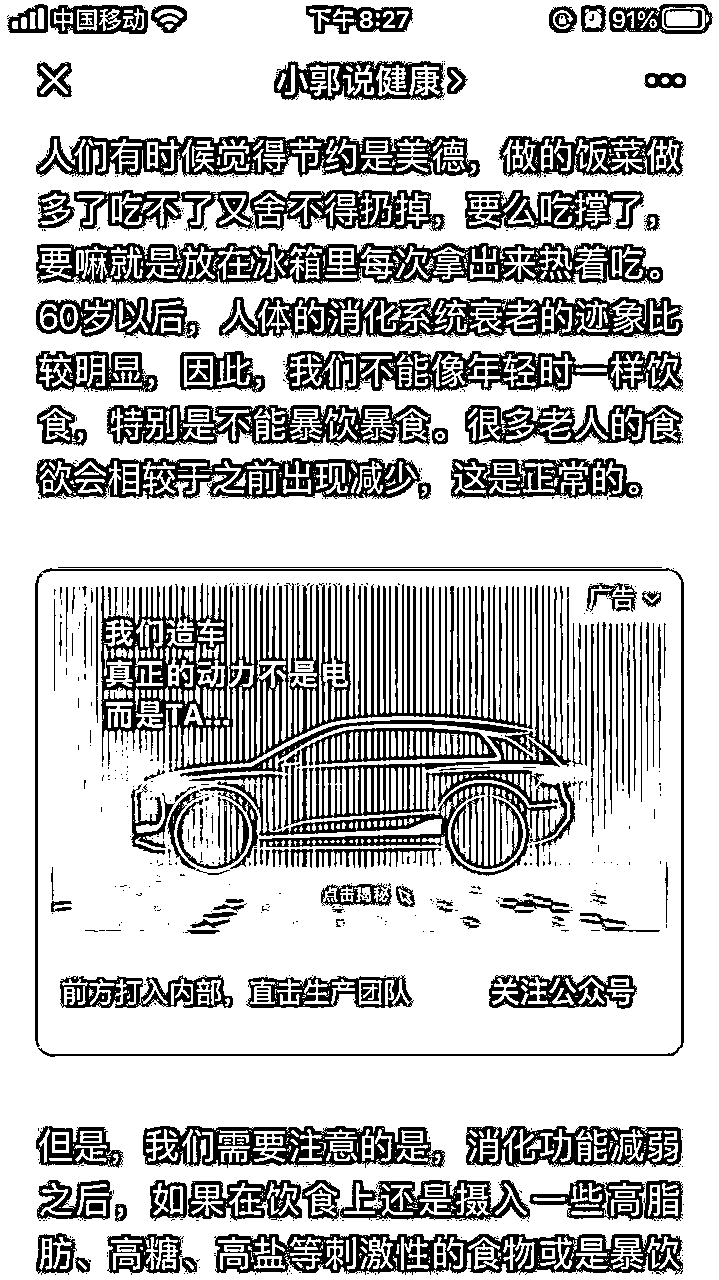 中国移动 下午8:27 91%
小郭说健康
人们有时候觉得节约是美德，做的饭菜做
多了吃不了又舍不得扔掉，要么吃撑了，
要嘛就是放在冰箱里每次拿出来热着吃。
60岁以后，人体的消化系统衰老的迹象比
较明显，因此，我们不能像年轻时一样饮
食，特别是不能暴饮暴食。很多老人的食
欲会相较于之前出现减少，这是正常的。
广告
我们造车
真正的动力不是电
而是TA...
点击揭秘
前方打入内部，直击生产团队 关注公众号
但是，我们需要注意的是，消化功能减弱
之后，如果在饮食上还是摄入一些高脂
肪、高糖、高盐等刺激性的食物或是暴饮